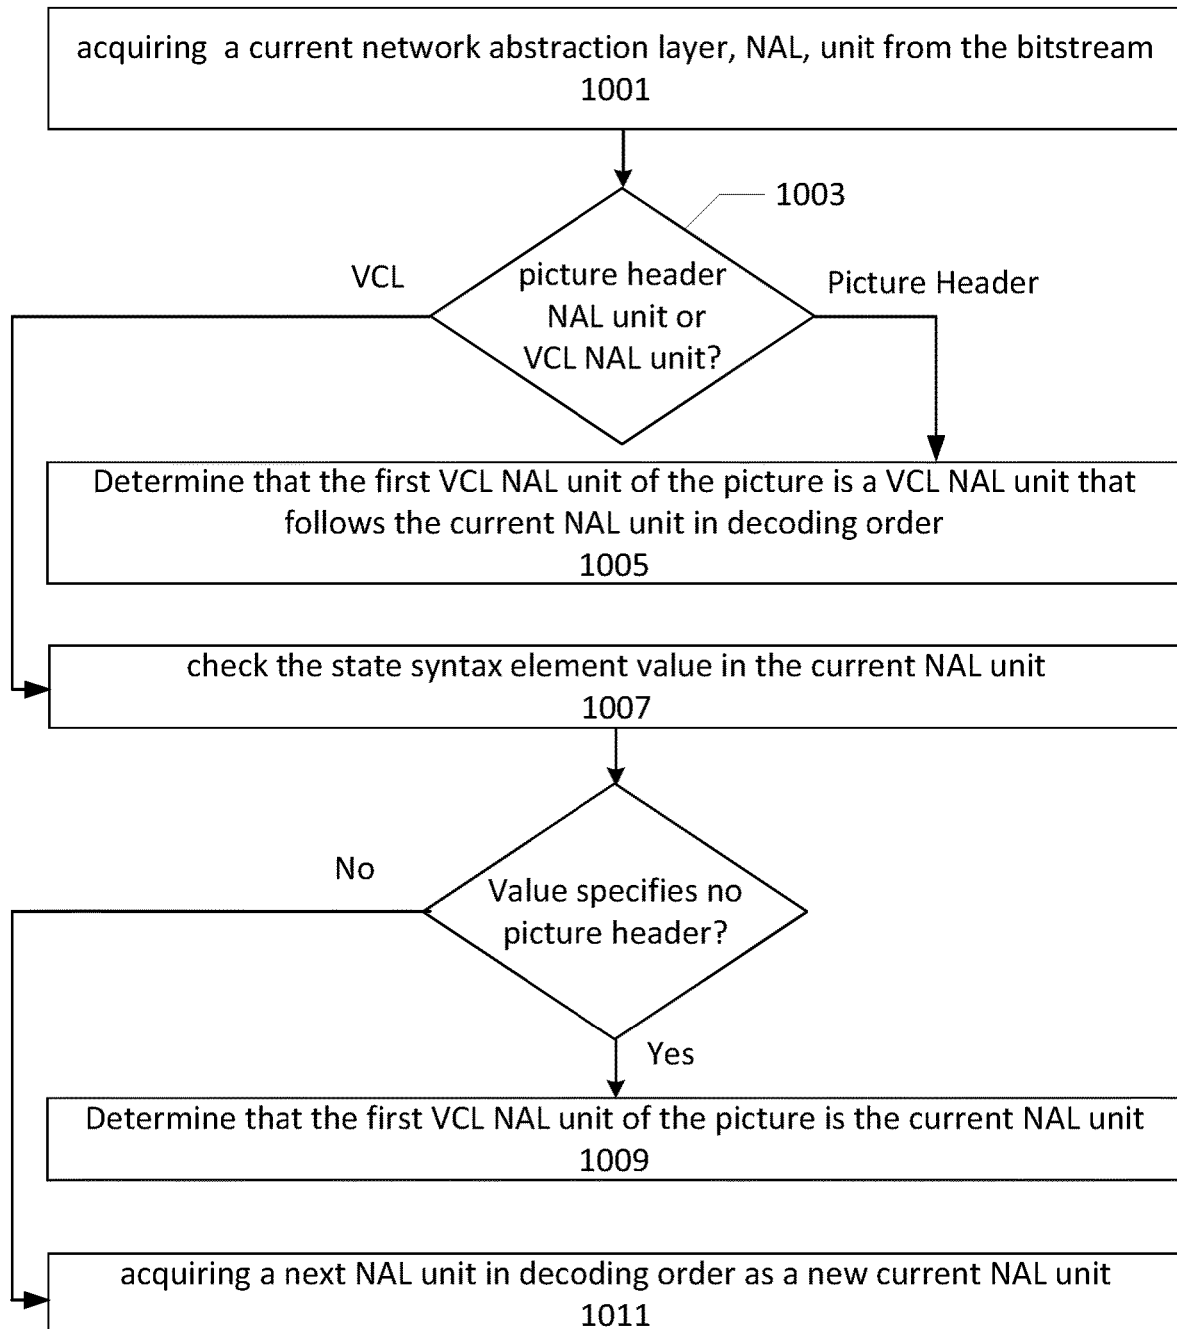 acquiring a current network abstraction layer, NAL, unit from the bitstream
1001
1003
VCL
picture header
NAL unit or
VCL NAL unit?
Picture Header
Determine that the first VCL NAL unit of the picture is a VCL NAL unit that
follows the current NAL unit in decoding order
1005
check the state syntax element value in the current NAL unit
1007
No
Value specifies no
picture header?
Yes
Determine that the first VCL NAL unit of the picture is the current NAL unit
1009
acquiring a next NAL unit in decoding order as a new current NAL unit
1011